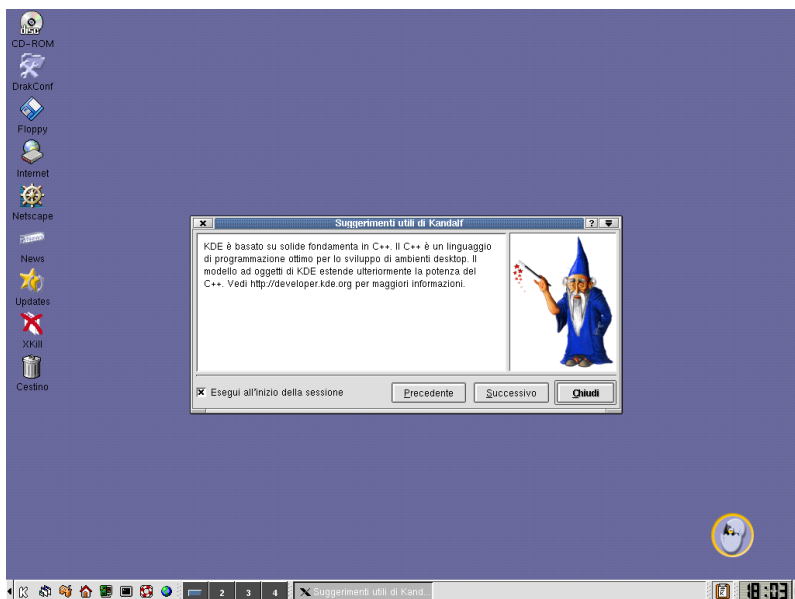 disc
CD-ROM
DrakConf
Floppy
Internet
Netscape
News
Updates
XKill
Cestino
Suggerimenti utili di Kandalf
?
KDE è basato su solide fondamenta in C++. Il C++ è un linguaggio
di programmazione ottimo per lo sviluppo di ambienti desktop. Il
modello ad oggetti di KDE estende ulteriormente la potenza del
C++. Vedi http://developer.kde.org per maggiori informazioni.
Esegui all'inizio della sessione
Precedente
Successivo
Chiudi
K
2
3
4
X Suggerimenti utili di Kand...
18:03